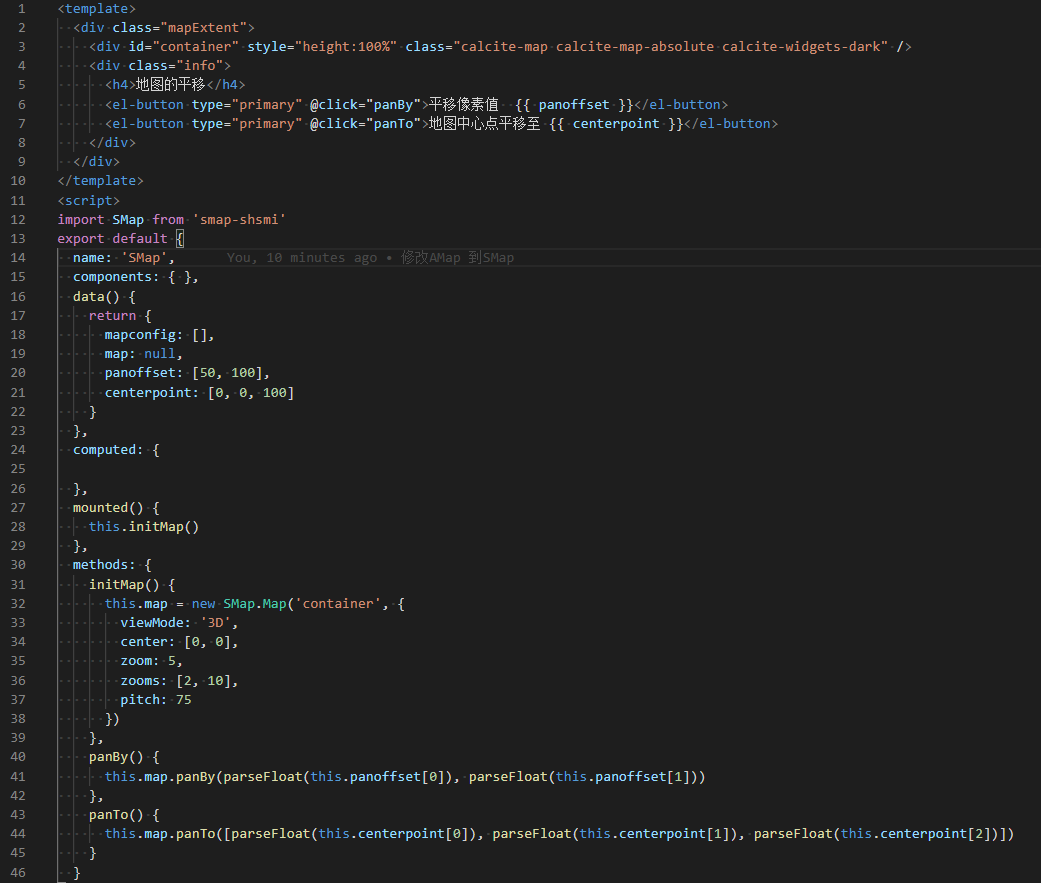 1 <template>
2   <div class="mapExtent">
3     <div id="container" style="height:100%" class="calcite-map calcite-map-absolute calcite-widgets-dark" />
4     <div class="info">
5       <h4>地图的平移</h4>
6       <el-button type="primary" @click="panBy">平移像素值  {{ panoffset }}</el-button>
7       <el-button type="primary" @click="panTo">地图中心点平移至 {{ centerpoint }}</el-button>
8     </div>
9   </div>
10 </template>
11 <script>
12 import SMap from 'smap-shsmi'
13 export default {
14   name: 'SMap',       You, 10 minutes ago • 修改AMap 到SMap
15   components: { },
16   data() {
17     return {
18       mapconfig: [],
19       map: null,
20       panoffset: [50, 100],
21       centerpoint: [0, 0, 100]
22     }
23   },
24   computed: {
25
26   },
27   mounted() {
28     this.initMap()
29   },
30   methods: {
31     initMap() {
32       this.map = new SMap.Map('container', {
33         viewMode: '3D',
34         center: [0, 0],
35         zoom: 5,
36         zooms: [2, 10],
37         pitch: 75
38       })
39     },
40     panBy() {
41       this.map.panBy(parseFloat(this.panoffset[0]), parseFloat(this.panoffset[1]))
42     },
43     panTo() {
44       this.map.panTo([parseFloat(this.centerpoint[0]), parseFloat(this.centerpoint[1]), parseFloat(this.centerpoint[2])])
45     }
46   }